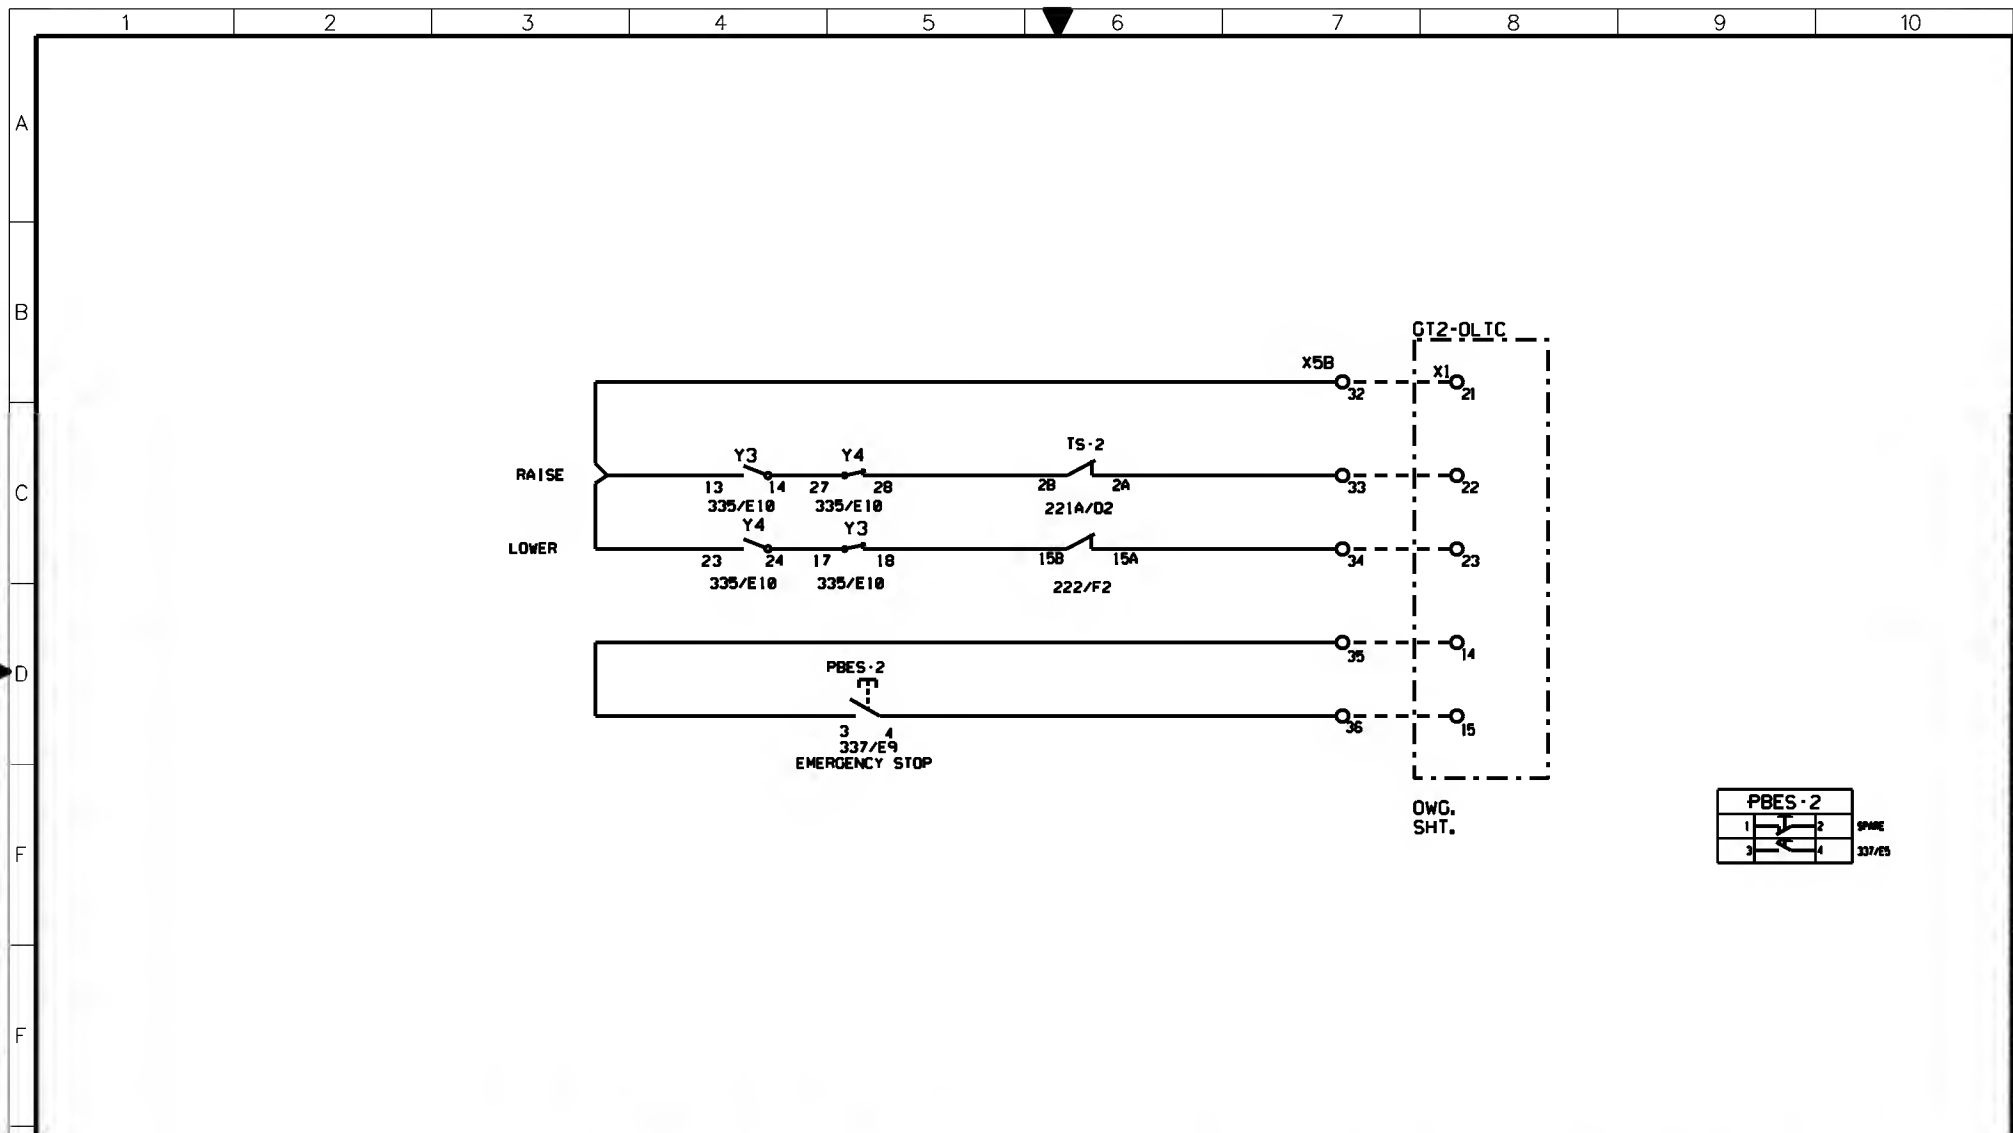 1 2 3 4 5 6 7 8 9 10
A
B
C
D
F
F
GT2-OLTC
X5B
X1
32
21
RAISE
Y3
Y4
TS-2
13
14
27
28
2B
2A
33
22
335/E10
335/E10
221A/D2
LOWER
Y4
Y3
23
24
17
18
15B
15A
34
23
335/E10
335/E10
222/F2
35
14
PBES-2
3
4
36
15
337/E9
EMERGENCY STOP
DWG.
SHT.
PBES-2
1
2
SPARE
3
4
337/E5